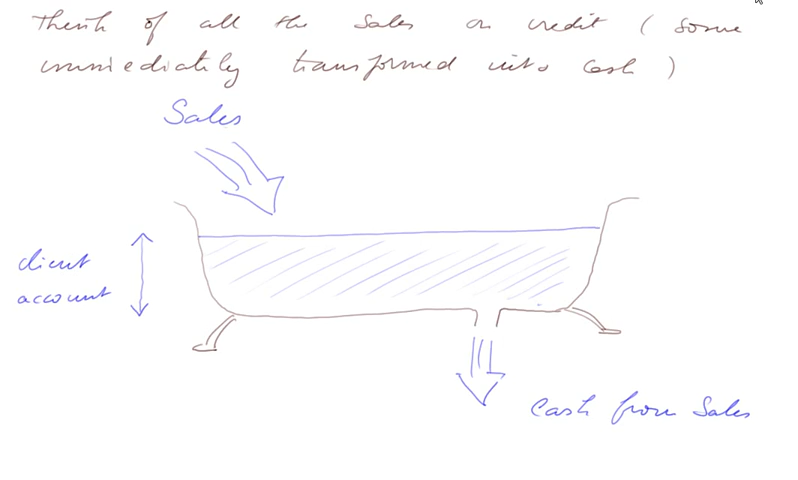 think of all the sales on credit ( some
immediately transformed into cash )
Sales
client
account
Cash from Sales